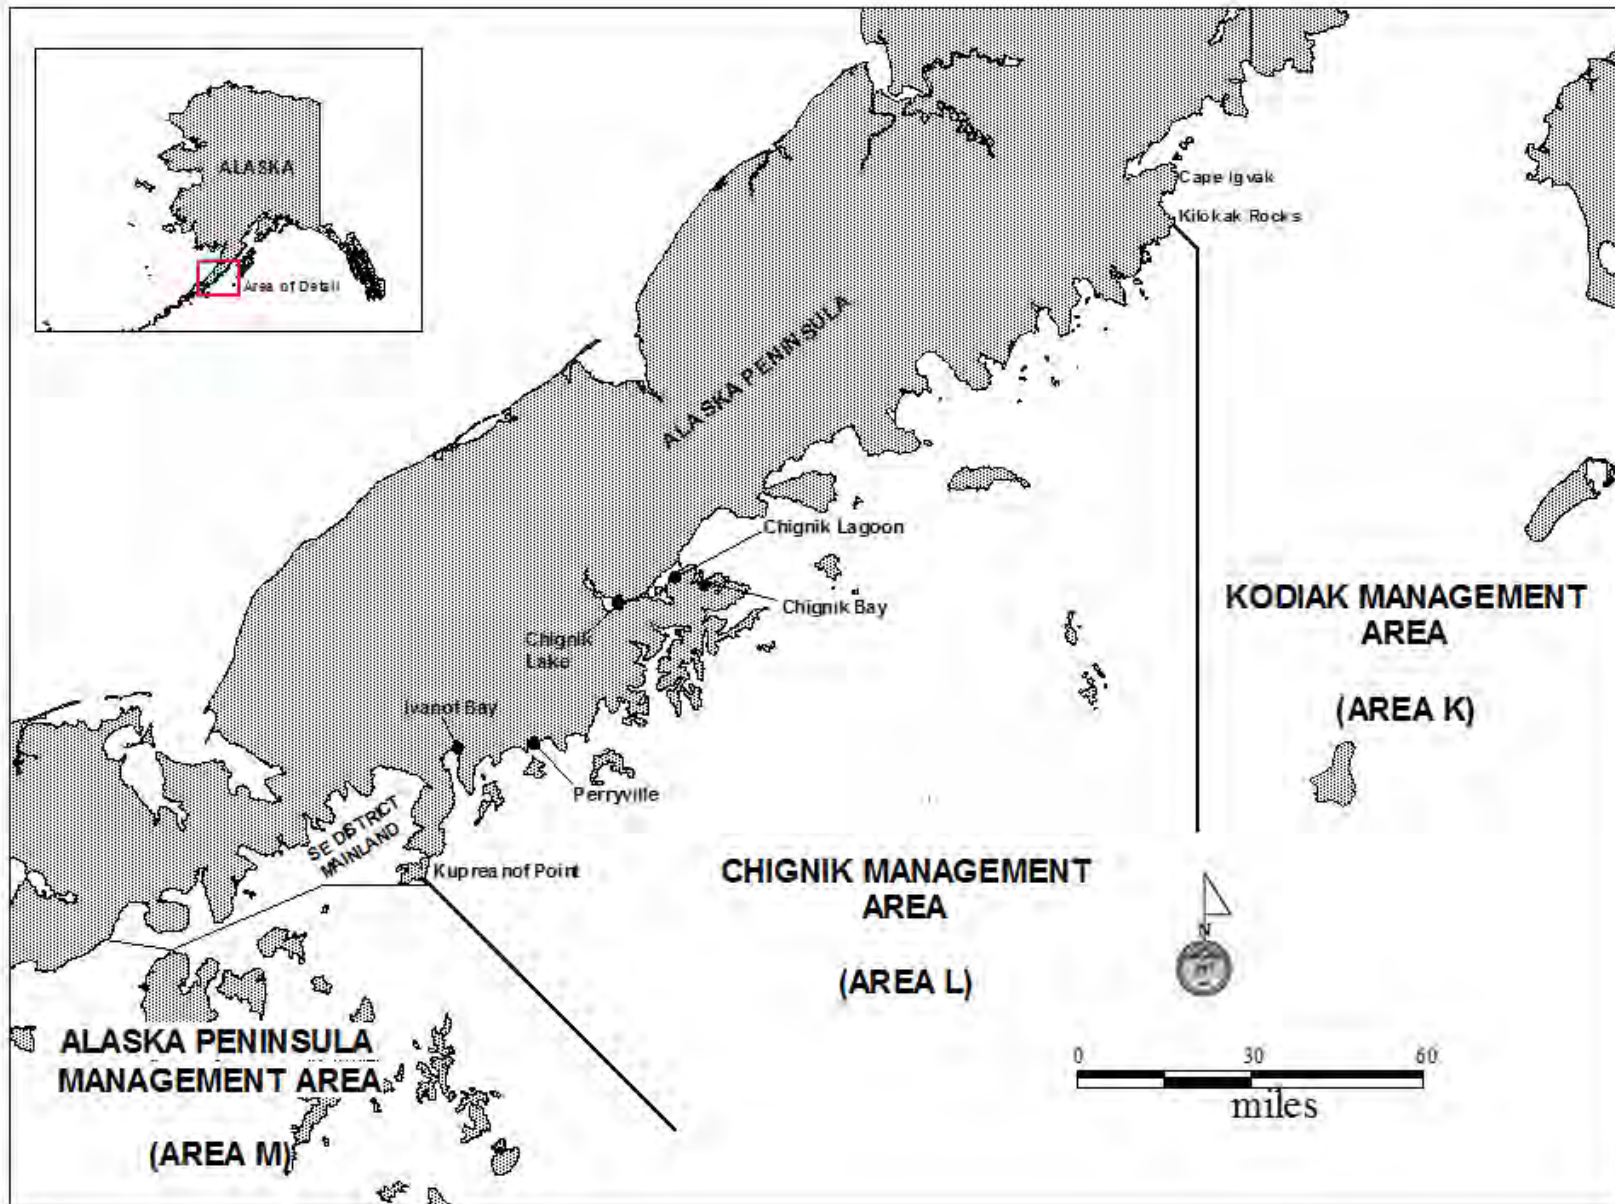 ALASKA
Area of Detail
Cape Igvak
Kilokak Rocks
ALASKA PENINSULA
Chignik Lagoon
Chignik Bay
Chignik
Lake
Ivanof Bay
Perryville
SE DISTRICT
MAINLAND
Kupreanof Point
KODIAK MANAGEMENT
AREA
(AREA K)
CHIGNIK MANAGEMENT
AREA
(AREA L)
N
ALASKA PENINSULA
MANAGEMENT AREA
(AREA M)
0 30 60
miles